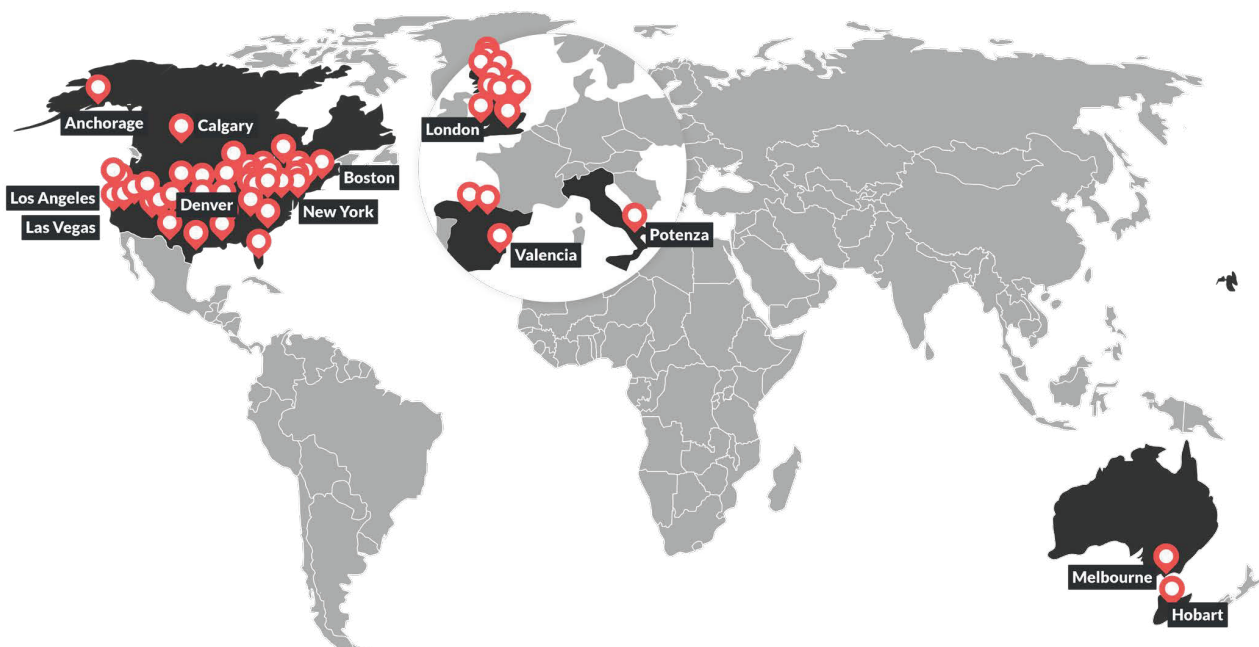 Anchorage
Calgary
London
Boston
Los Angeles
Denver
New York
Las Vegas
Potenza
Valencia
Melbourne
Hobart